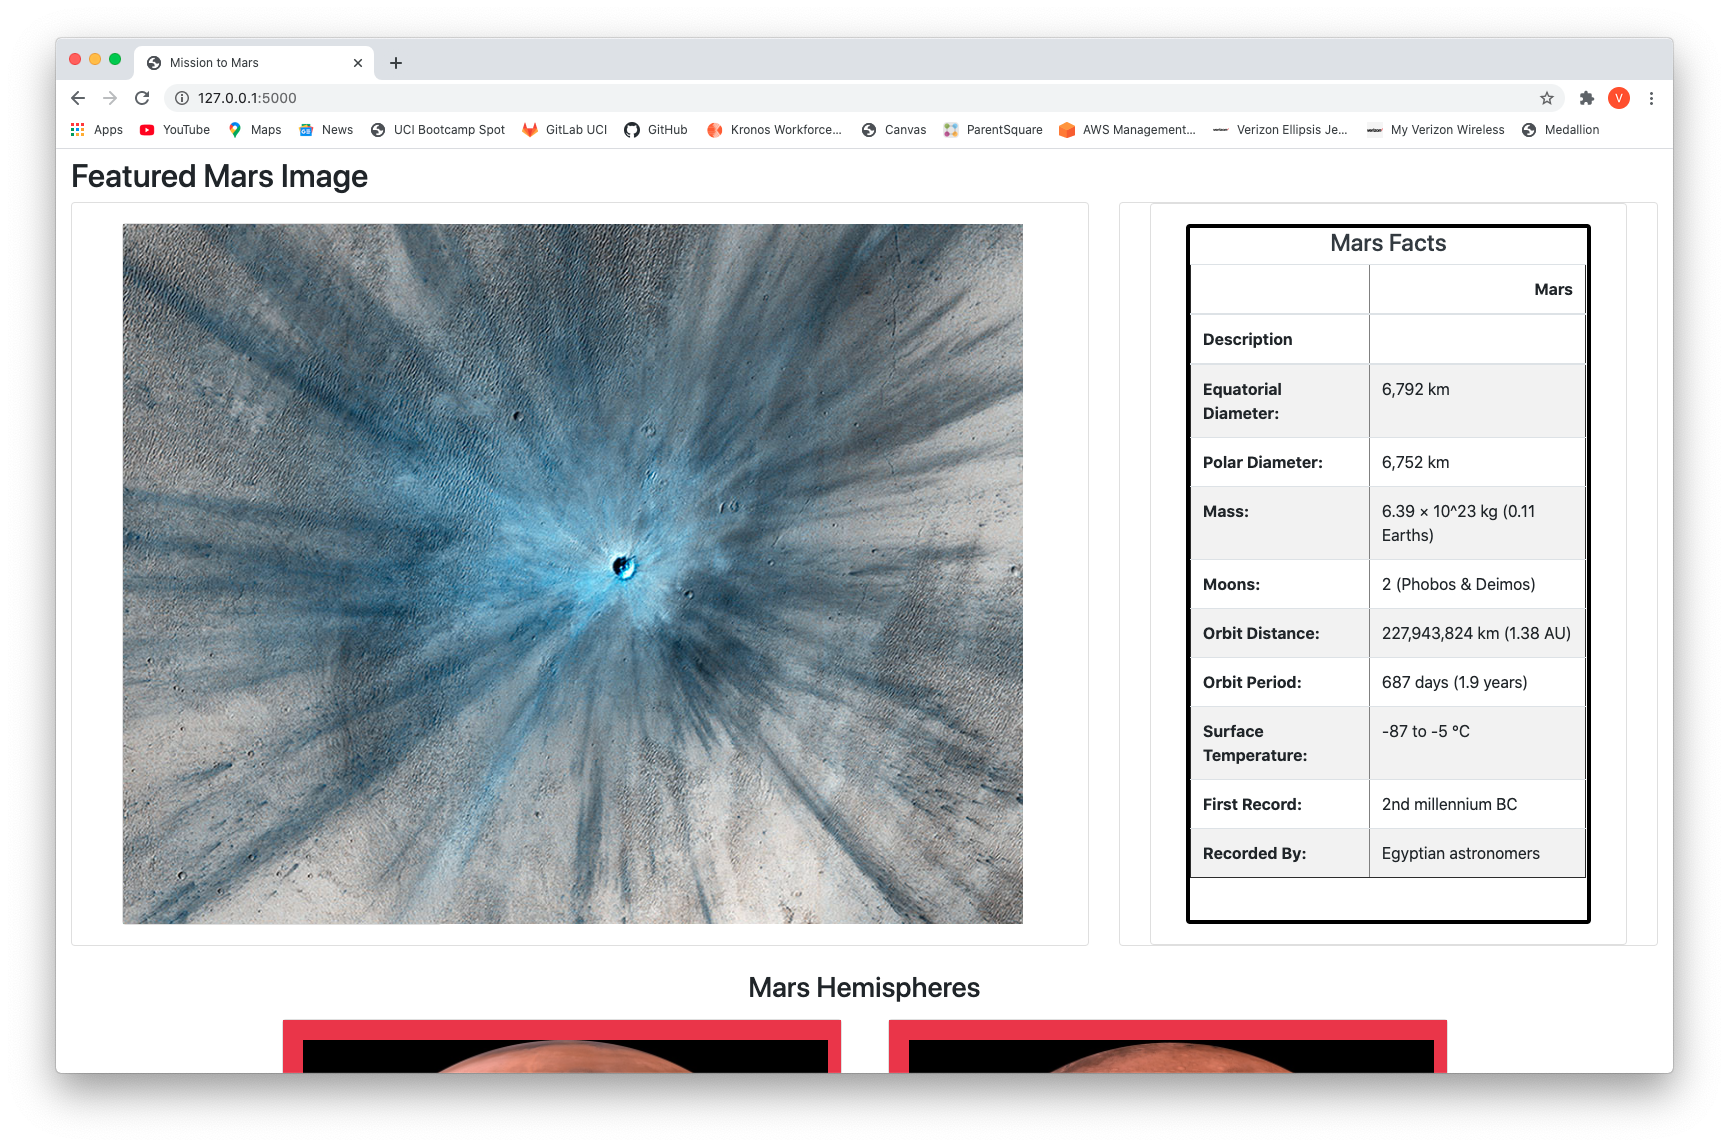 Mission to Mars
127.0.0.1:5000
V
Apps YouTube Maps News UCI Bootcamp Spot GitLab UCI GitHub Kronos Workforce... Canvas ParentSquare AWS Management... Verizon Ellipsis Je... My Verizon Wireless Medallion
Featured Mars Image
Mars Facts
Mars
Description
Equatorial Diameter: 6,792 km
Polar Diameter: 6,752 km
Mass: 6.39 × 10^23 kg (0.11 Earths)
Moons: 2 (Phobos & Deimos)
Orbit Distance: 227,943,824 km (1.38 AU)
Orbit Period: 687 days (1.9 years)
Surface Temperature: -87 to -5 °C
First Record: 2nd millennium BC
Recorded By: Egyptian astronomers
Mars Hemispheres